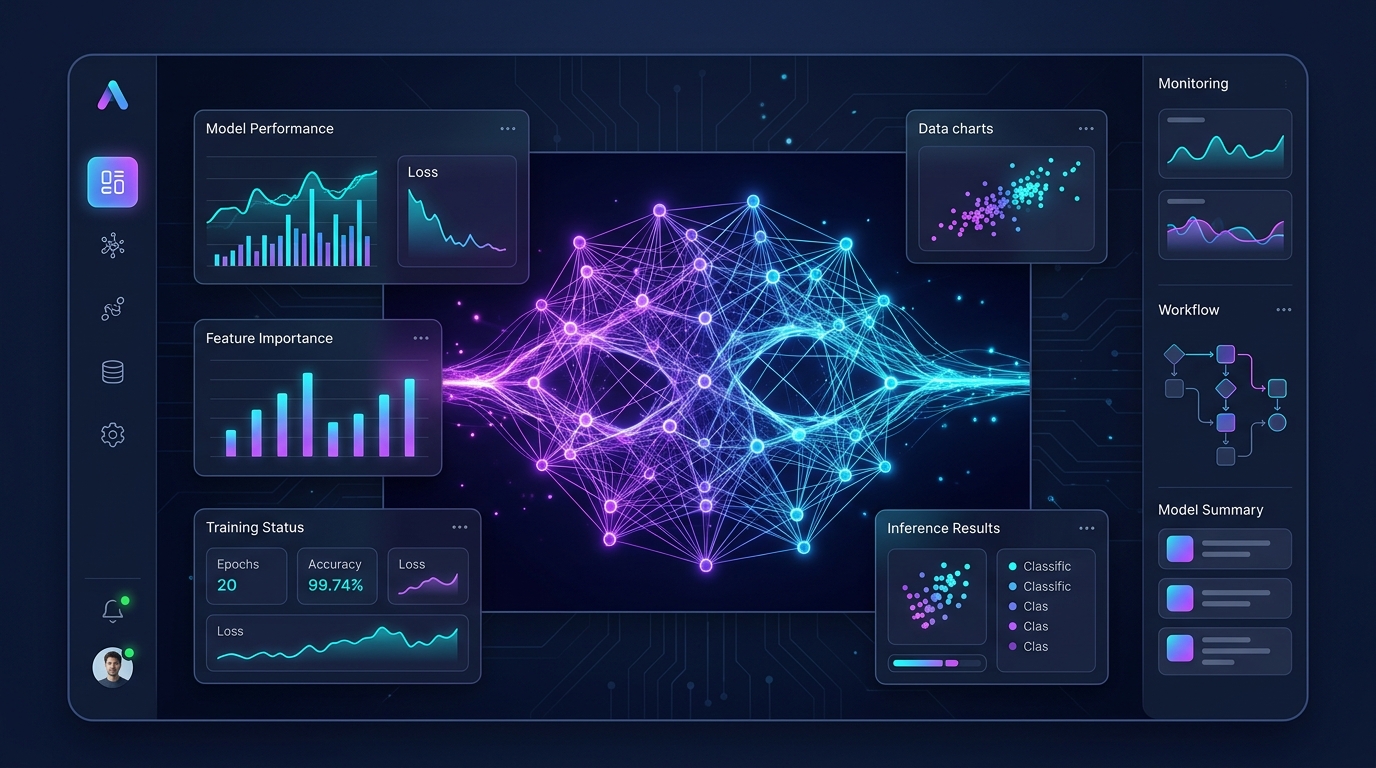 Model Performance
Loss
Feature Importance
Training Status
Epochs
20
Accuracy
99.74%
Loss
Loss
Data charts
Inference Results
Classific
Classific
Clas
Clas
Clas
Monitoring
Workflow
Model Summary